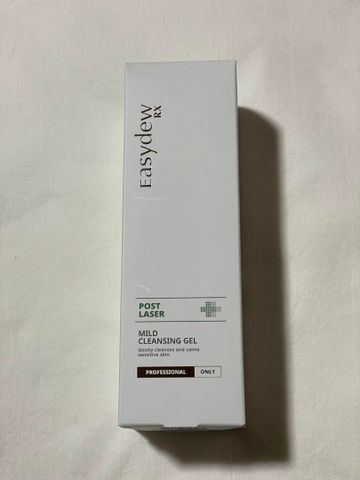 Easydew
RX
POST
LASER
MILD
CLEANSING GEL
Gently cleanses and calms
sensitive skin
PROFESSIONAL ONLY